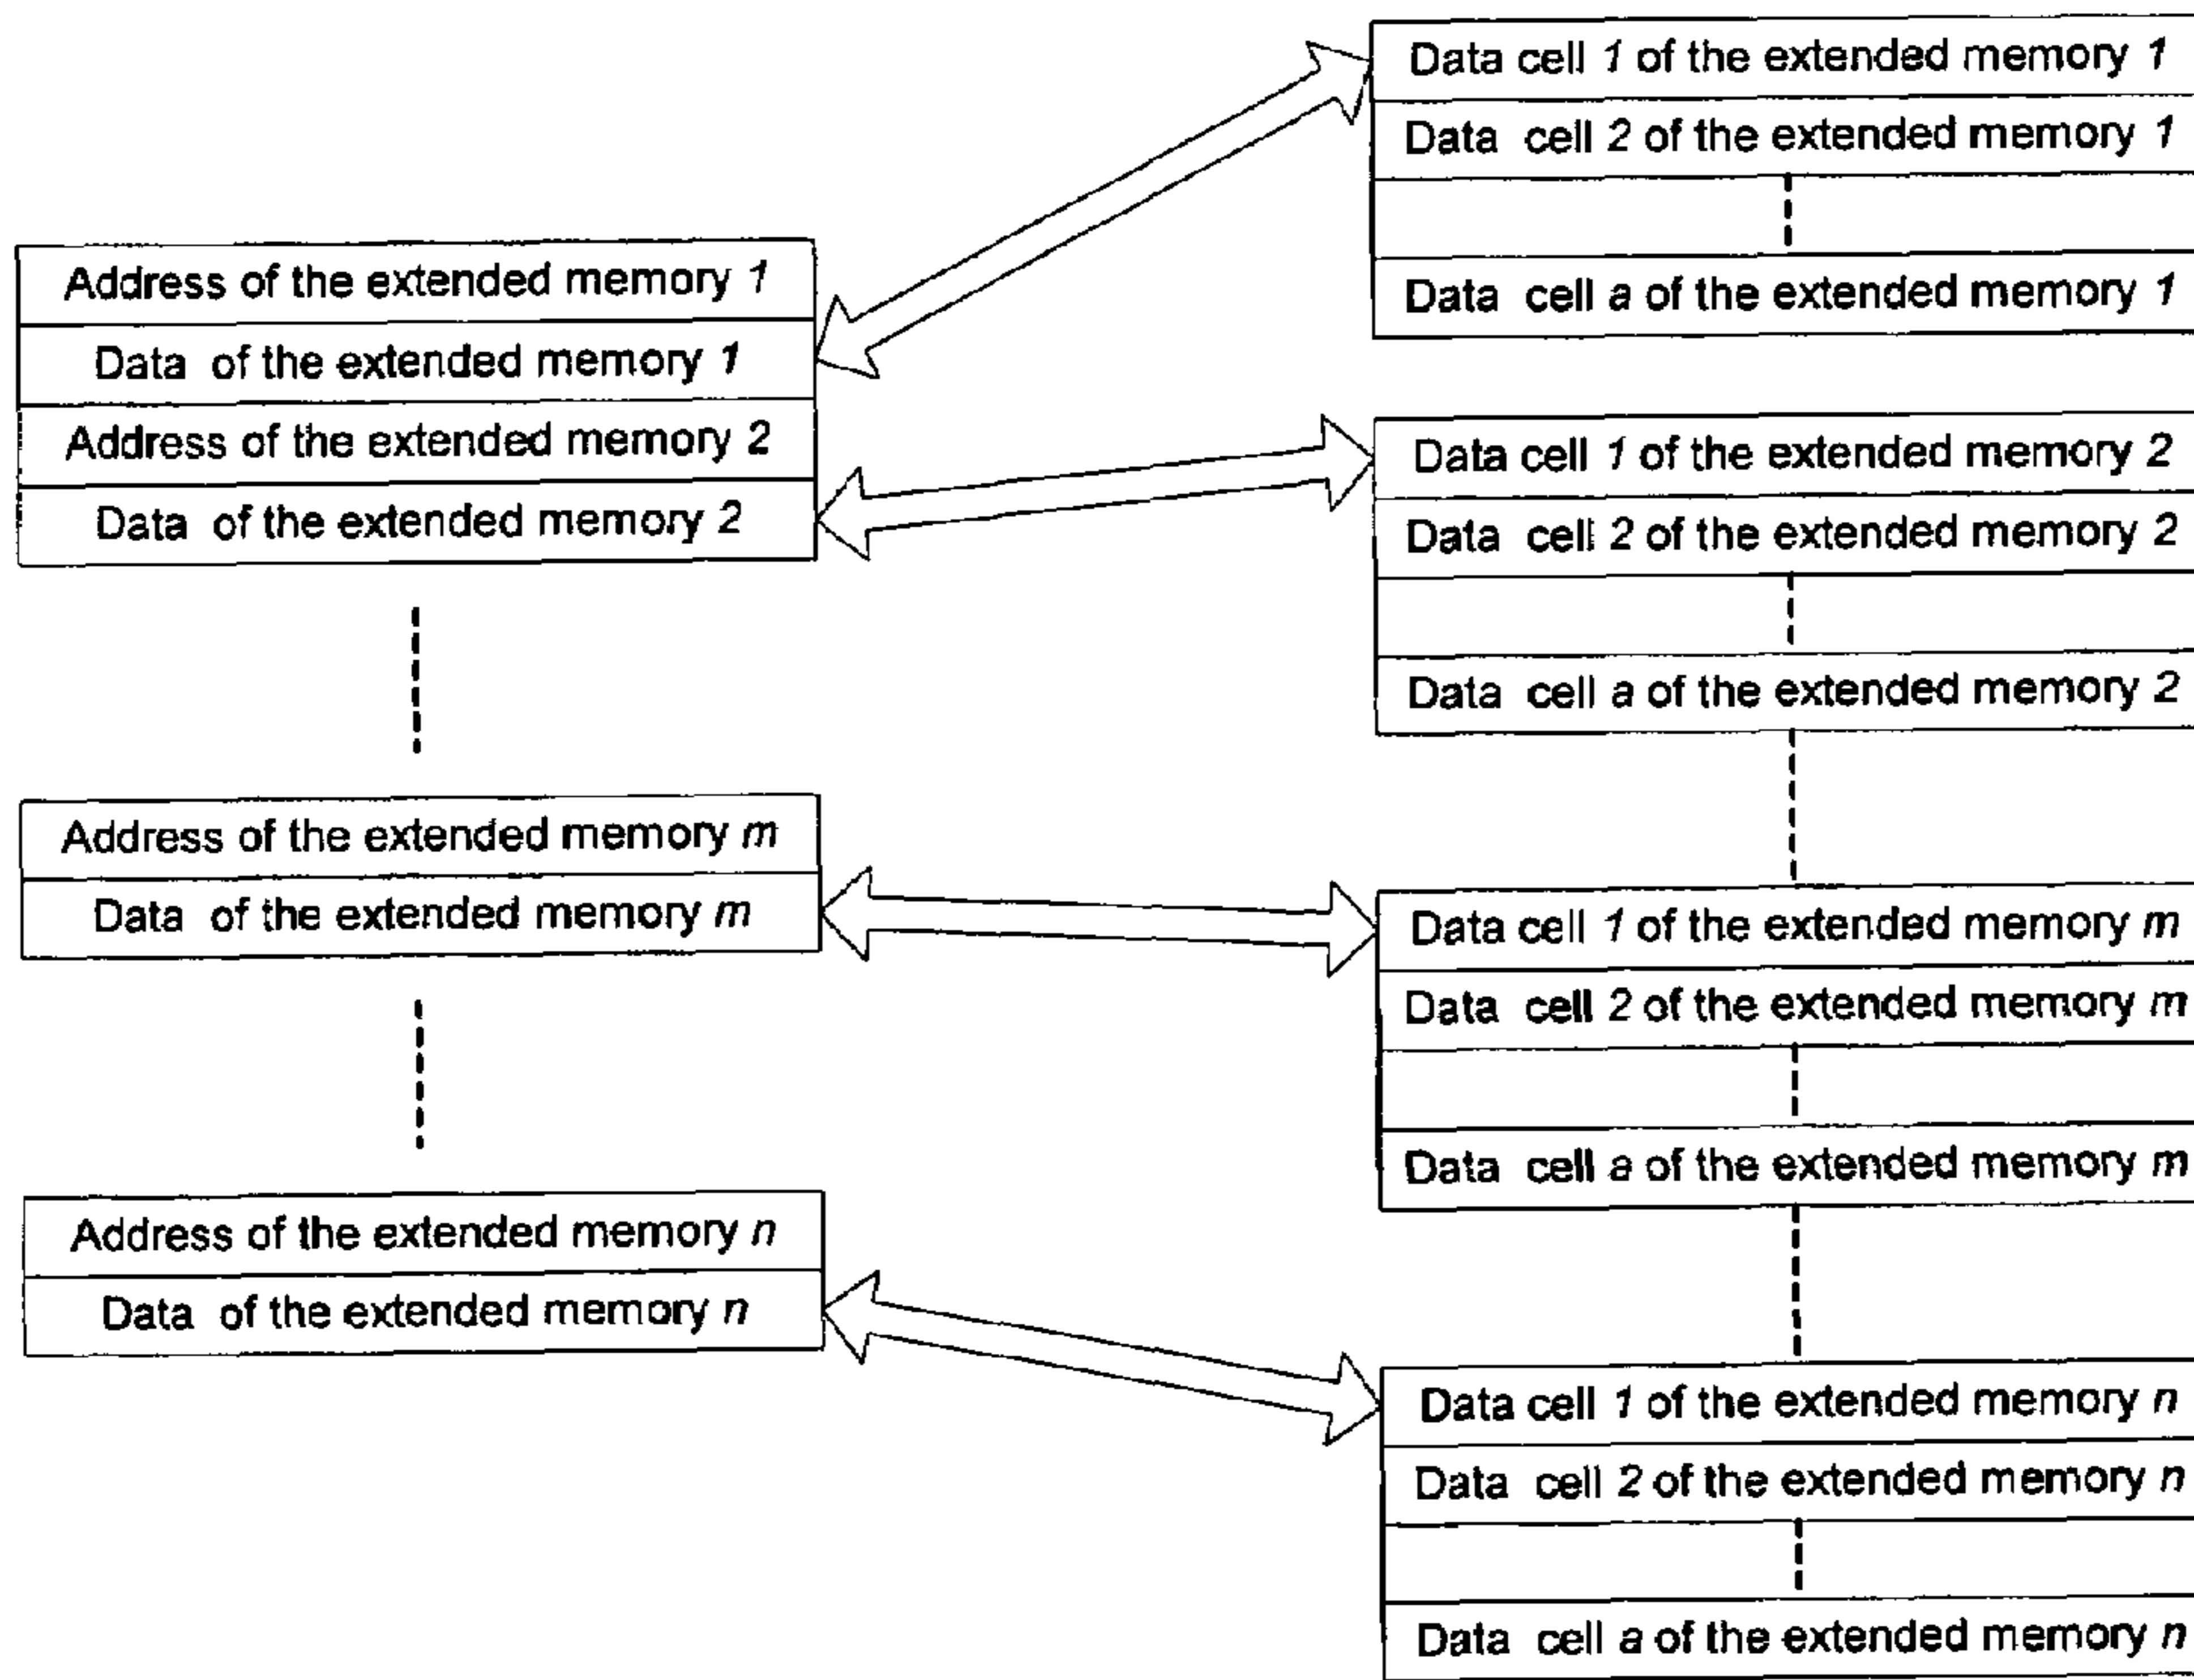 Address of the extended memory 1
Data of the extended memory 1
Address of the extended memory 2
Data of the extended memory 2
Address of the extended memory m
Data of the extended memory m
Address of the extended memory n
Data of the extended memory n
Data cell 1 of the extended memory 1
Data cell 2 of the extended memory 1
Data cell a of the extended memory 1
Data cell 1 of the extended memory 2
Data cell 2 of the extended memory 2
Data cell a of the extended memory 2
Data cell 1 of the extended memory m
Data cell 2 of the extended memory m
Data cell a of the extended memory m
Data cell 1 of the extended memory n
Data cell 2 of the extended memory n
Data cell a of the extended memory n